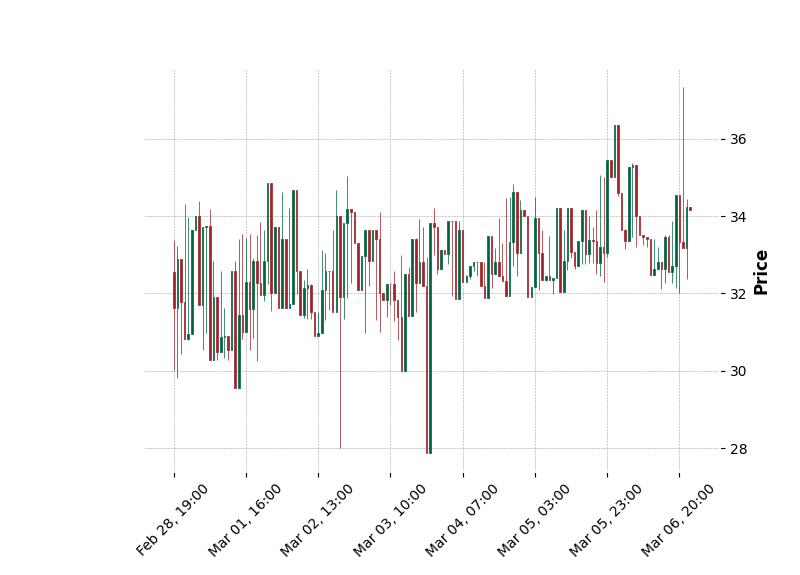 36
34
32
30
28
Price
Feb 28, 19:00
Mar 01, 16:00
Mar 02, 13:00
Mar 03, 10:00
Mar 04, 07:00
Mar 05, 03:00
Mar 05, 23:00
Mar 06, 20:00